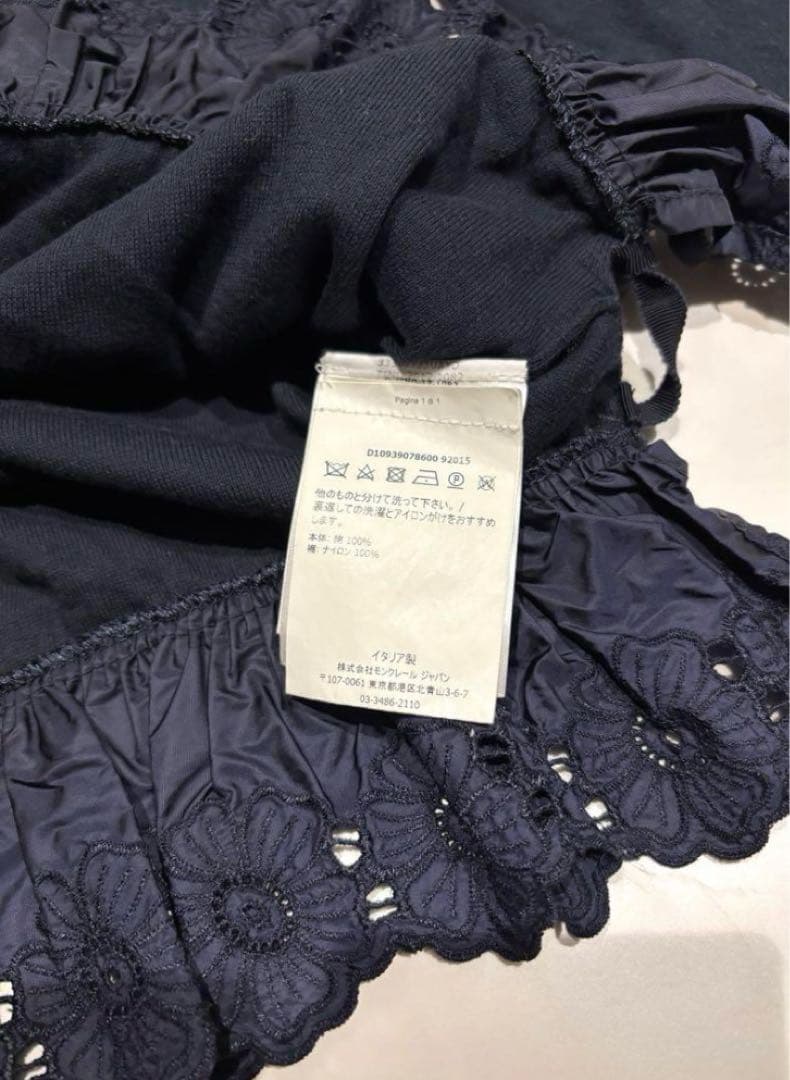 Pagina 1 di 1
D10939078600 92015
他のものと分けて洗って下さい。/
裏返しての洗濯とアイロンがけをおすすめ
します。
本体: 綿 100%
裾: ナイロン 100%
イタリア製
株式会社モンクレール ジャパン
〒107-0061 東京都港区北青山3-6-7
03-3486-2110